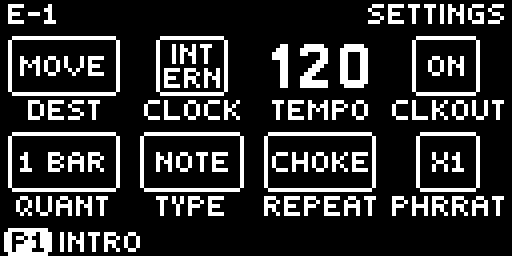 E-1 SETTINGS
MOVE INT ERN 120 ON
DEST CLOCK TEMPO CLKOUT
1 BAR NOTE CHOKE X1
QUANT TYPE REPEAT PHRRAT
P1 INTRO